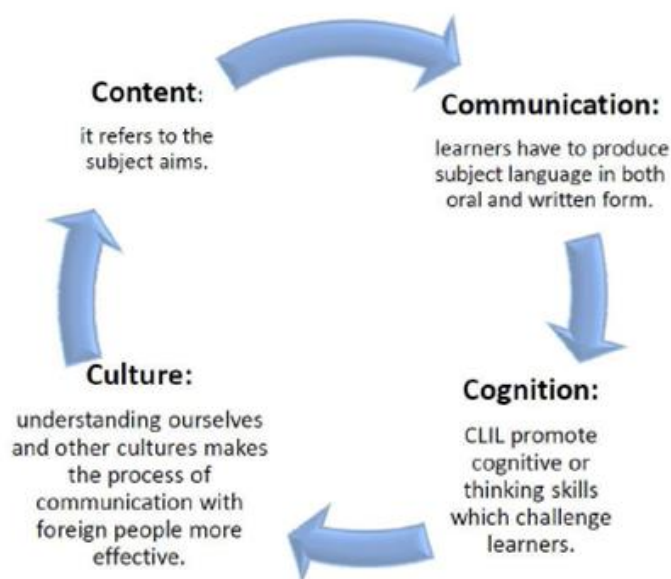 Content:
it refers to the
subject aims.
Communication:
learners have to produce
subject language in both
oral and written form.
Cognition:
CLIL promote
cognitive or
thinking skills
which challenge
learners.
Culture:
understanding ourselves
and other cultures makes
the process of
communication with
foreign people more
effective.